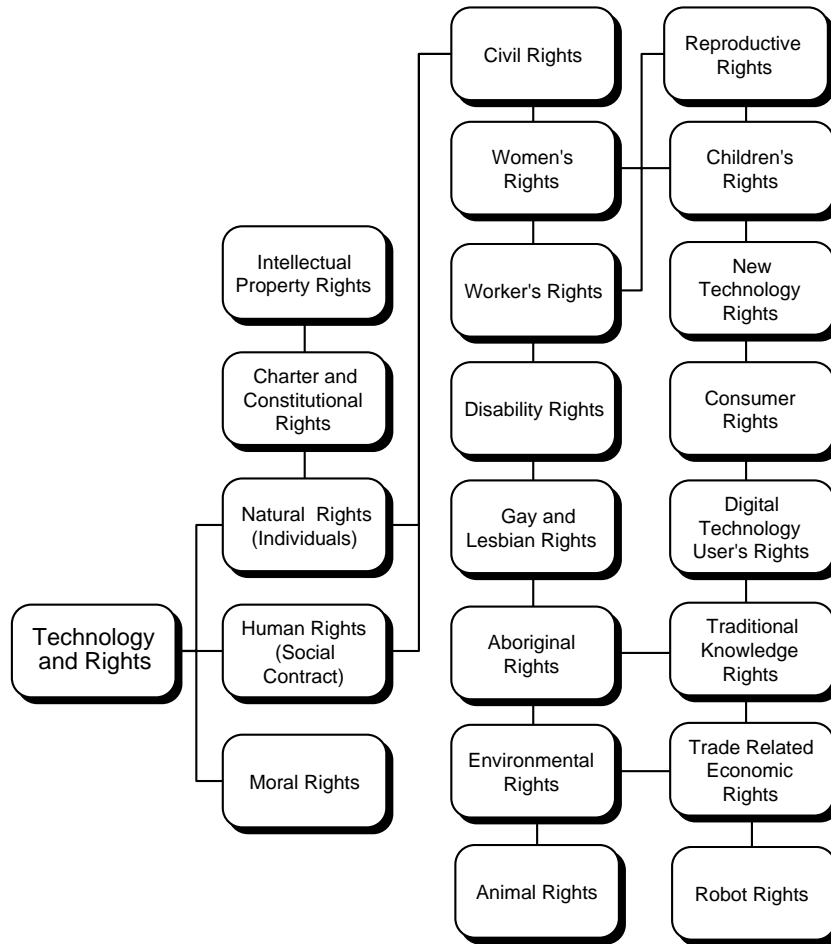 Technology
and Rights
Intellectual
Property Rights
Charter and
Constitutional
Rights
Natural  Rights
(Individuals)
Human Rights
(Social
Contract)
Moral Rights
Civil Rights
Women's
Rights
Worker's Rights
Disability Rights
Gay and
Lesbian Rights
Aboriginal
Rights
Environmental
Rights
Animal Rights
Reproductive
Rights
Children's
Rights
New
Technology
Rights
Consumer
Rights
Digital
Technology
User's Rights
Traditional
Knowledge
Rights
Trade Related
Economic
Rights
Robot Rights